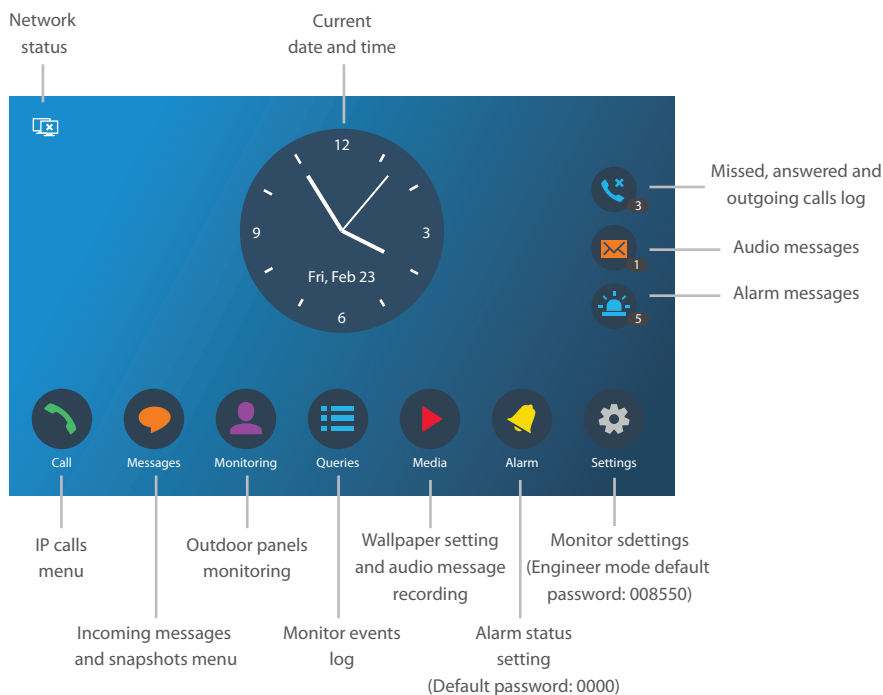 Network
status
Current
date and time
12
3
6
9
Fri, Feb 23
3
1
5
Missed, answered and
outgoing calls log
Audio messages
Alarm messages
Call
Messages
Monitoring
Queries
Media
Alarm
Settings
IP calls
menu
Outdoor panels
monitoring
Wallpaper setting
and audio message
recording
Monitor sdettings
(Engineer mode default
password: 008550)
Incoming messages
and snapshots menu
Monitor events
log
Alarm status
setting
(Default password: 0000)